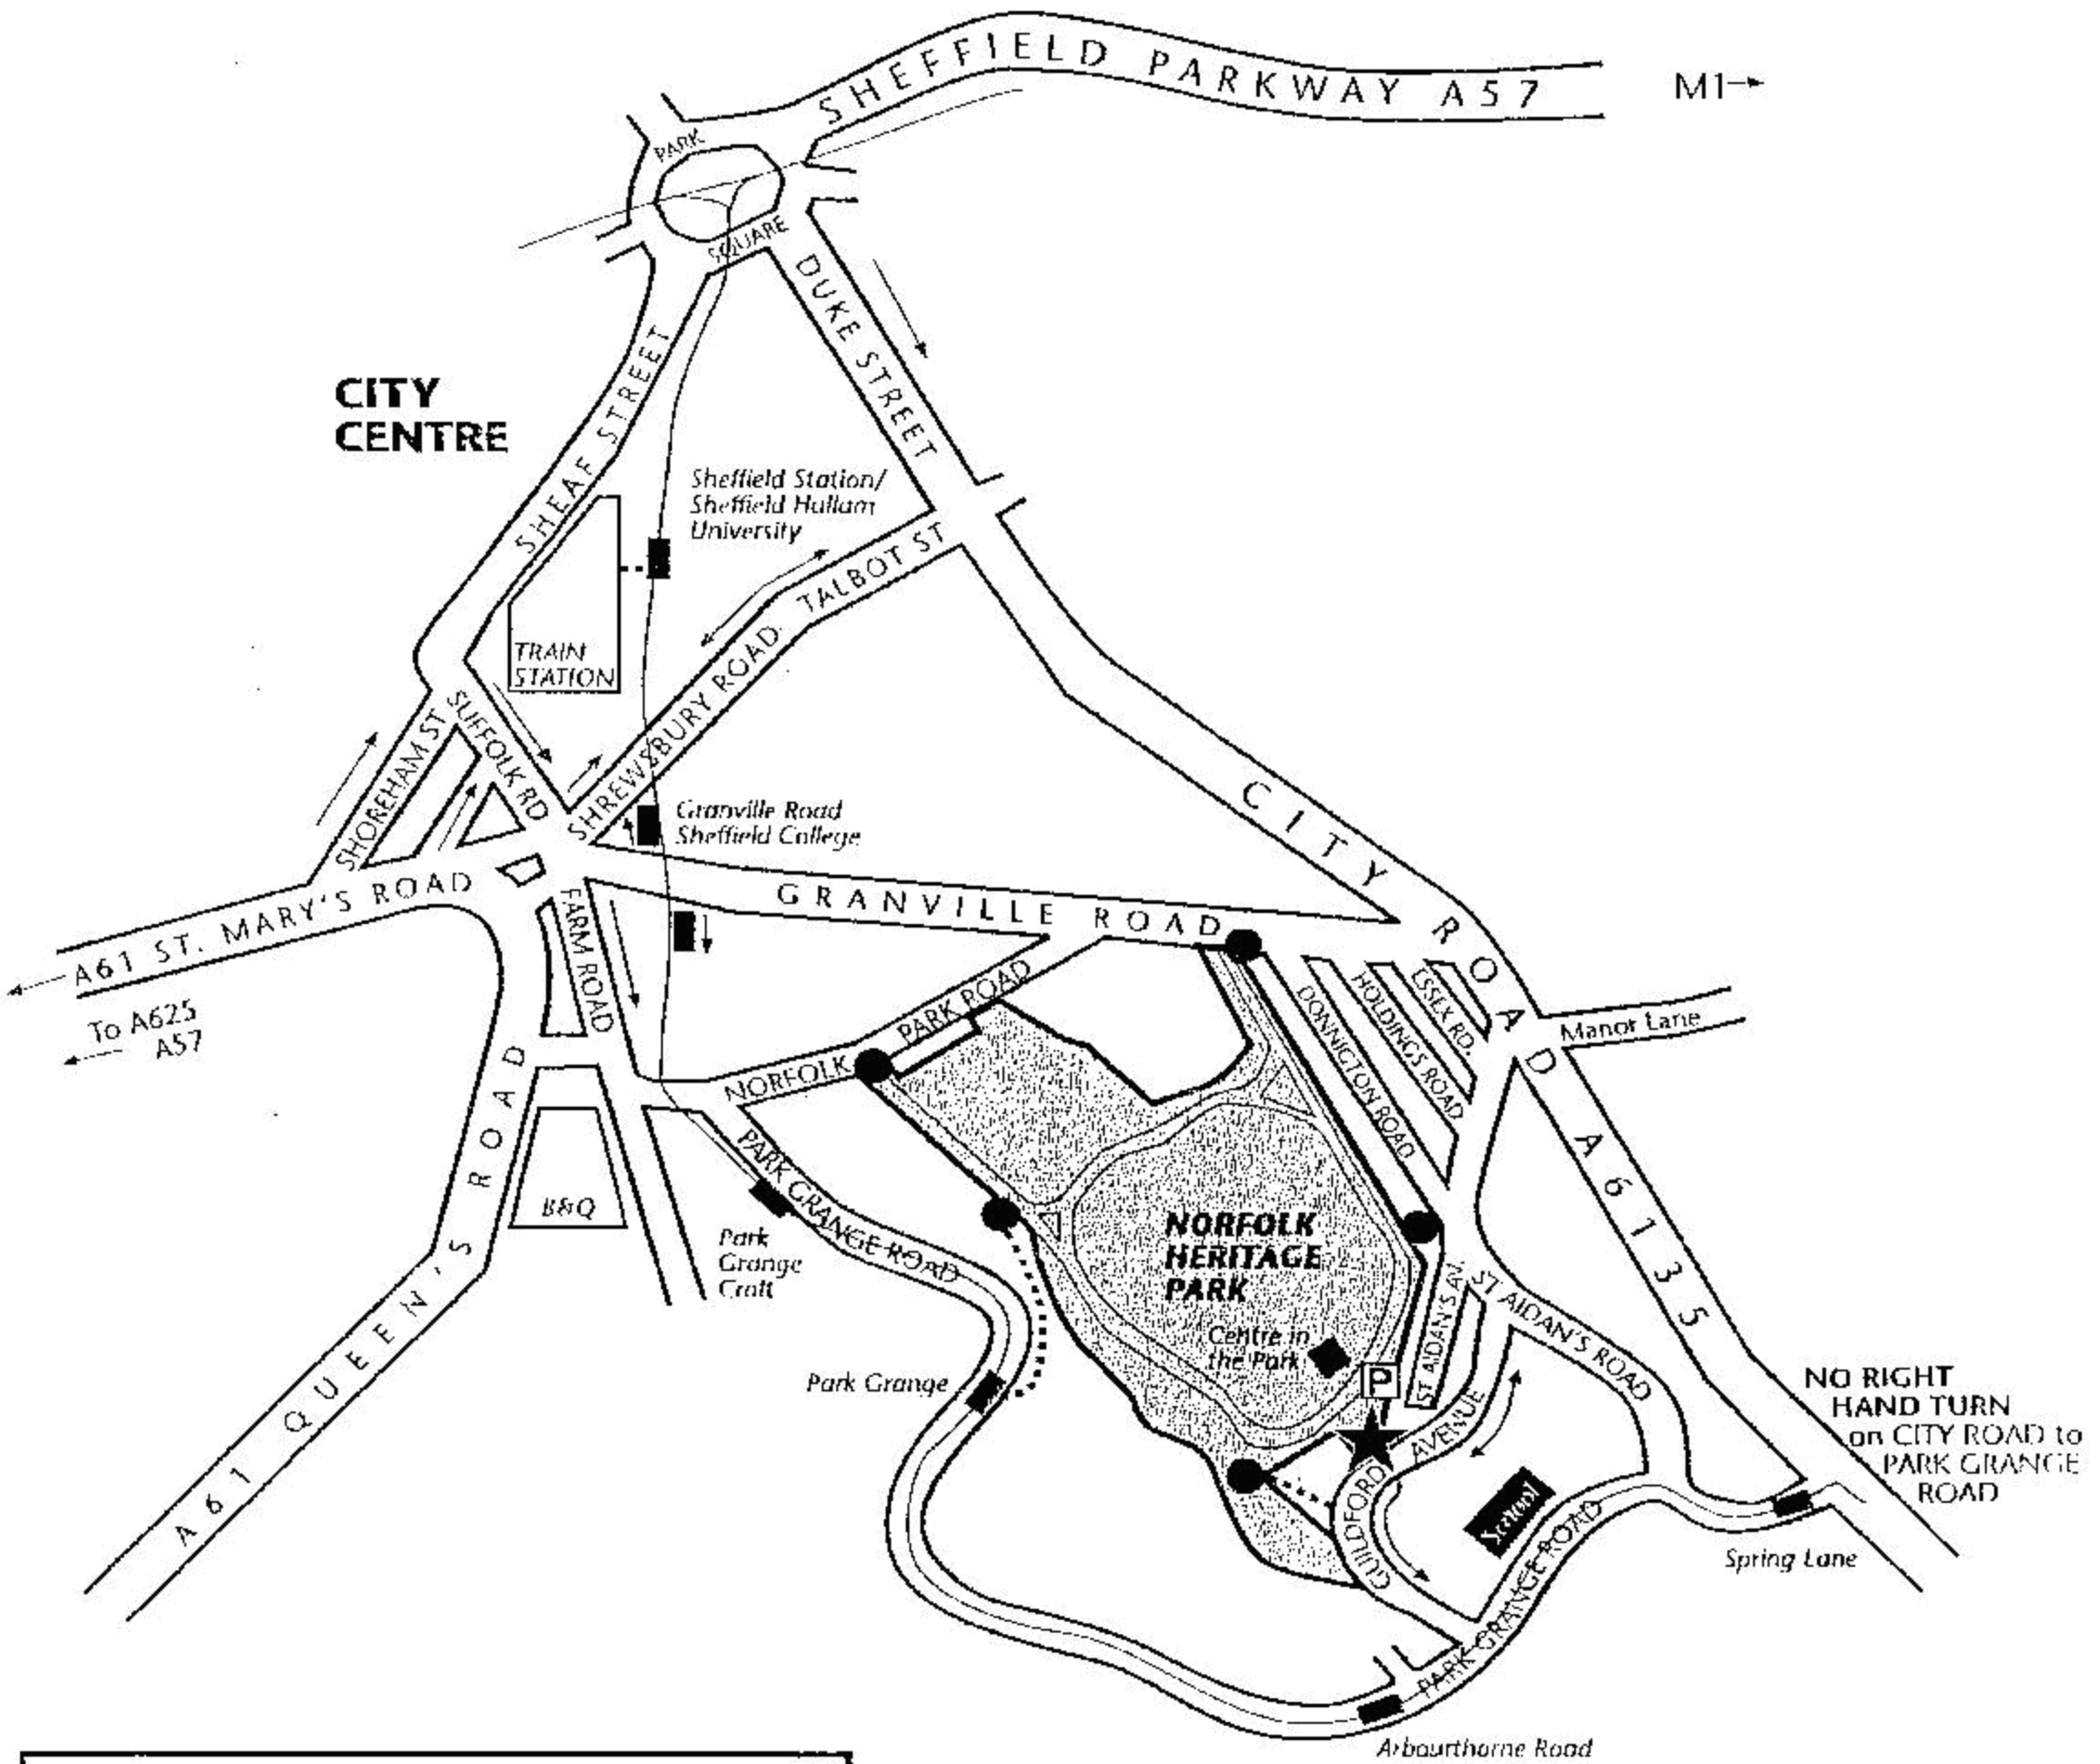 SHEFFIELD PARKWAY A57
M1
PARK
SQUARE
DUKE STREET
CITY
CENTRE
SHEAF STREET
Sheffield Station/
Sheffield Hallam
University
TALBOT ST
TRAIN
STATION
SHREWSBURY ROAD
SUFFOLK RD
SHOREHAM ST
Granville Road
Sheffield College
CITY ROAD A6135
GRANVILLE ROAD
A61 ST. MARY'S ROAD
FARM ROAD
To A625
A57
NORFOLK PARK ROAD
DONNIGTON ROAD
HOLDINGS ROAD
ESSEX RD.
Manor Lane
A61 QUEEN'S ROAD
B&Q
PARK GRANGE ROAD
Park
Grange
Croft
NORFOLK
HERITAGE
PARK
Centre in
the Park
P
ST AIDAN'S AV.
ST AIDAN'S ROAD
Park Grange
GUILDFORD AVENUE
School
NO RIGHT
HAND TURN
on CITY ROAD to
PARK GRANGE
ROAD
Spring Lane
PARK GRANGE ROAD
Arbourthorne Road